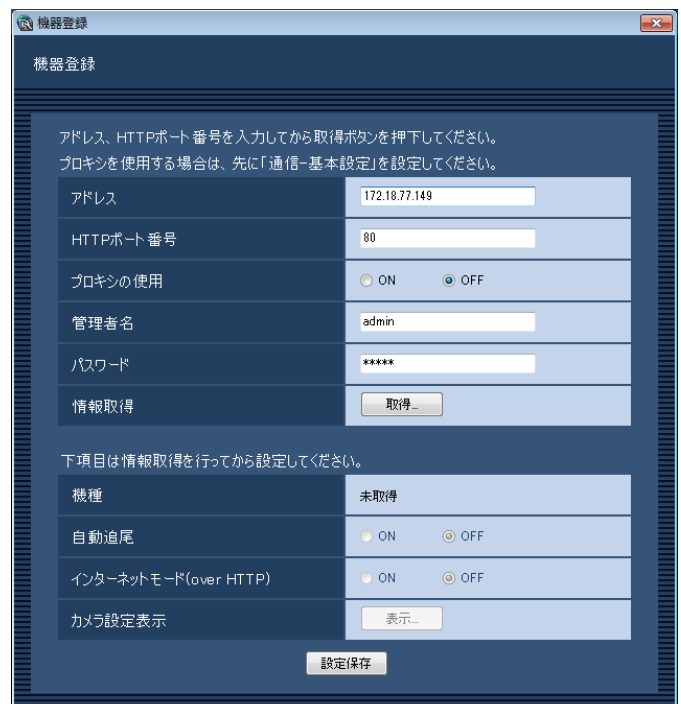 機器登録
機器登録
アドレス、HTTPポート番号を入力してから取得ボタンを押下してください。
プロキシを使用する場合は、先に「通信-基本設定」を設定してください。
アドレス 172.18.77.149
HTTPポート番号 80
プロキシの使用 ON OFF
管理者名 admin
パスワード *****
情報取得 取得...
下項目は情報取得を行ってから設定してください。
機種 未取得
自動追尾 ON OFF
インターネットモード(over HTTP) ON OFF
カメラ設定表示 表示...
設定保存